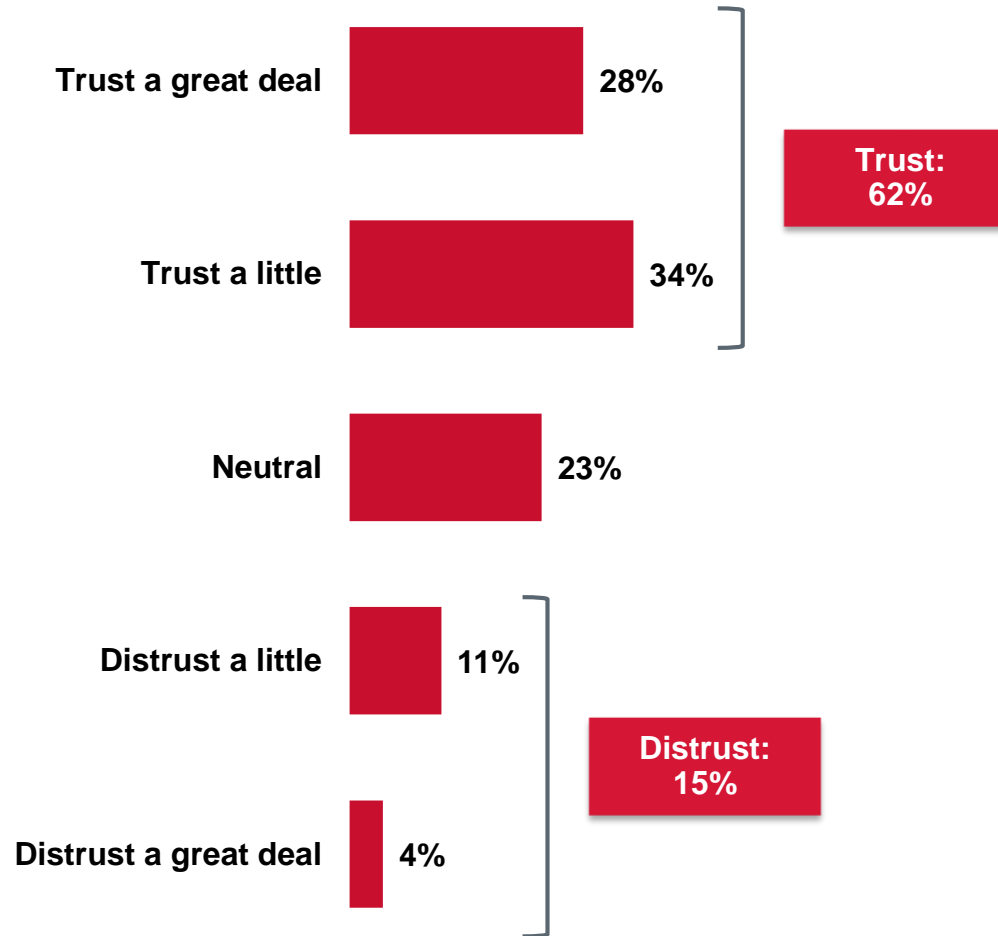 Trust a great deal
28%
Trust:
62%
Trust a little
34%
Neutral
23%
Distrust a little
11%
Distrust:
15%
Distrust a great deal
4%